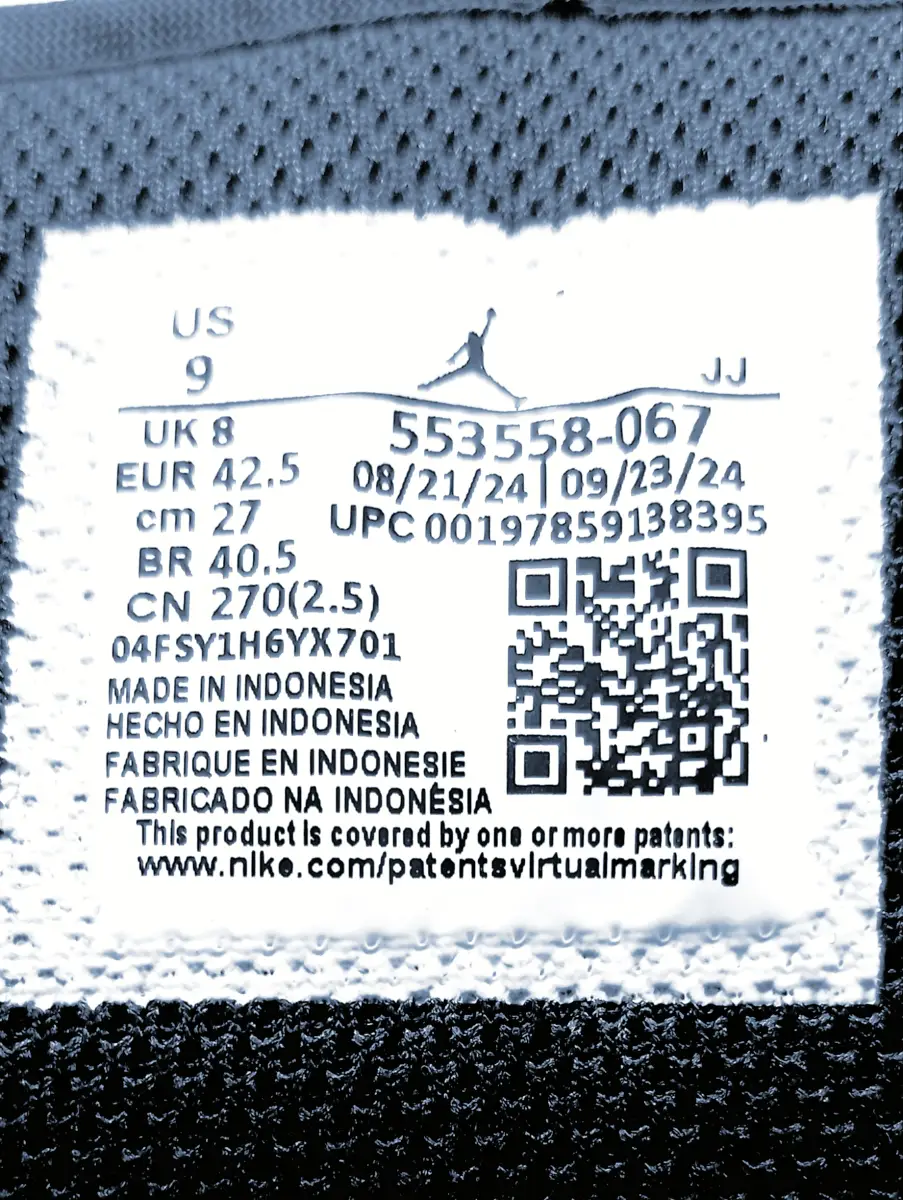 US
9
JJ
UK 8
553558-067
EUR 42.5
08/21/24 | 09/23/24
cm 27
UPC 00197859138395
BR 40.5
CN 270(2.5)
04FSY1H6YX701
MADE IN INDONESIA
HECHO EN INDONESIA
FABRIQUE EN INDONESIE
FABRICADO NA INDONÉSIA
This product is covered by one or more patents:
www.nike.com/patentsvirtualmarking